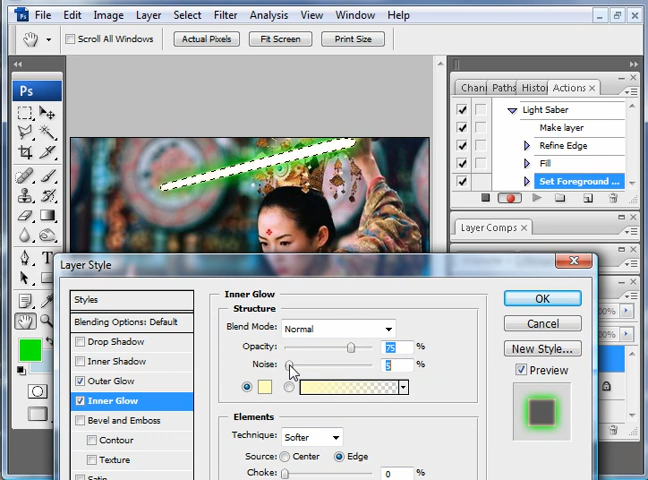 Ps File Edit Image Layer Select Filter Analysis View Window Help
Scroll All Windows Actual Pixels Fit Screen Print Size
Paths Actions ×
Ps
Light Saber
Make layer
Refine Edge
Fill
Set Foreground ...
Layer Comps ×
T
Layer Style
Styles
Blending Options: Default
Drop Shadow
Inner Shadow
Outer Glow
Inner Glow
Bevel and Emboss
Contour
Texture
Satin
Inner Glow
Structure
Blend Mode: Normal
Opacity: 75 %
Noise: 5 %
Elements
Technique: Softer
Source: Center Edge
Choke: 0 %
OK
Cancel
New Style...
Preview